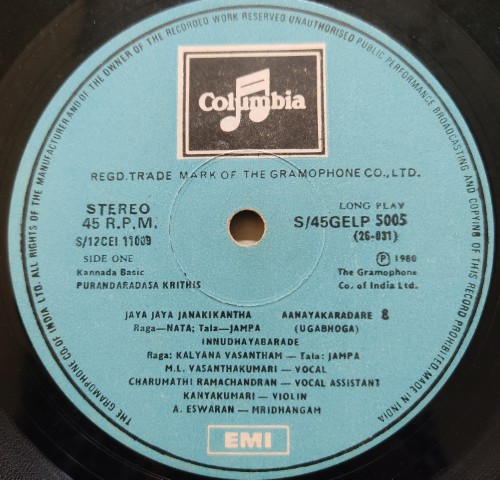 ALL RIGHTS OF THE MANUFACTURER AND OF THE OWNER OF THE RECORDED WORK RESERVED UNAUTHORISED PUBLIC PERFORMANCE BROADCASTING AND COPYING OF THIS RECORD PROHIBITED. MADE IN INDIA
THE GRAMOPHONE CO. OF INDIA LTD.
Columbia
REGD. TRADE MARK OF THE GRAMOPHONE CO., LTD.
STEREO
45 R.P.M.
S/12CEI 11009
SIDE ONE
Kannada Basic
PURANDARADASA KRITHIS
LONG PLAY
S/45GELP 5005
(26-031)
Ⓟ 1980
The Gramophone
Co. of India Ltd.
JAYA JAYA JANAKIKANTHA AANAYAKARADARE 8
Raga—NATA; Tala—JAMPA (UGABHOGA)
INNUDHAYABARADE
Raga: KALYANA VASANTHAM — Tala: JAMPA
M.L. VASANTHAKUMARI — VOCAL
CHARUMATHI RAMACHANDRAN — VOCAL ASSISTANT
KANYAKUMARI — VIOLIN
A. ESWARAN — MRIDHANGAM
EMI